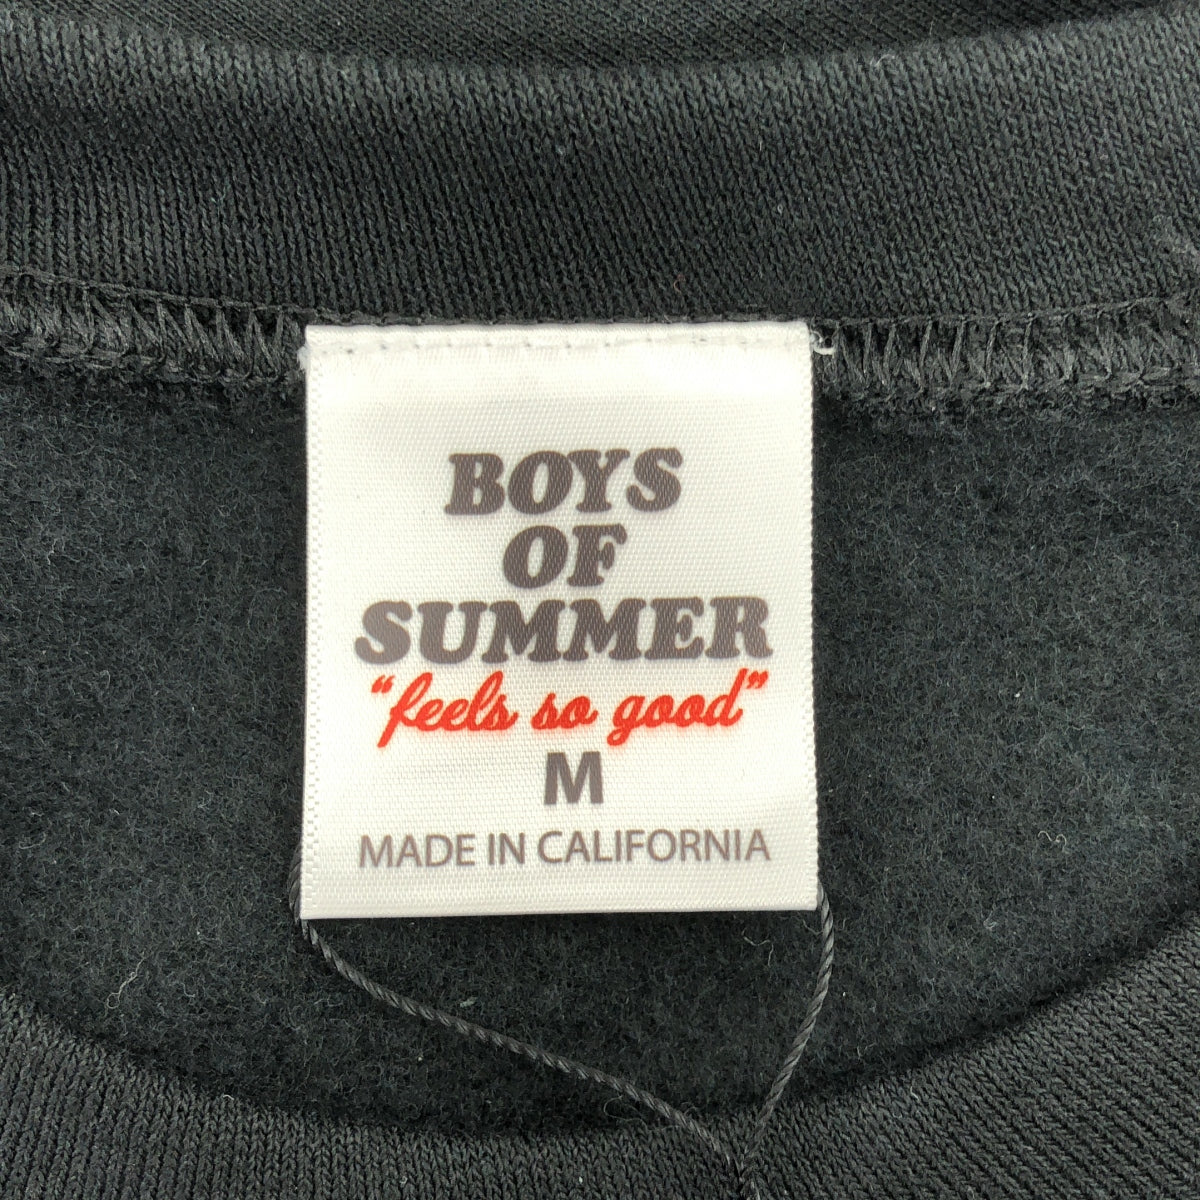 BOYS
OF
SUMMER
“feels so good”
M
MADE IN CALIFORNIA